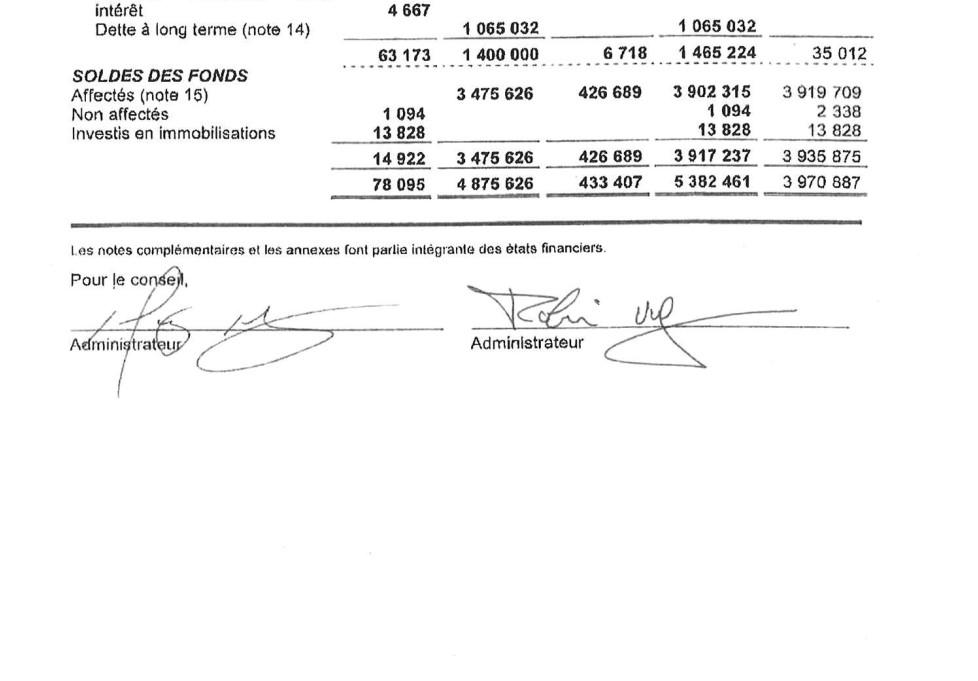 intérêt 4 667
Dette à long terme (note 14) 1 065 032 1 065 032
63 173 1 400 000 6 718 1 465 224 35 012
SOLDES DES FONDS
Affectés (note 15) 3 475 626 426 689 3 902 315 3 919 709
Non affectés 1 094 1 094 2 338
Investis en immobilisations 13 828 13 828 13 828
14 922 3 475 626 426 689 3 917 237 3 935 875
78 095 4 875 626 433 407 5 382 461 3 970 887
Les notes complémentaires et les annexes font partie intégrante des états financiers.
Pour le conseil,
Robin
Administrateur Administrateur